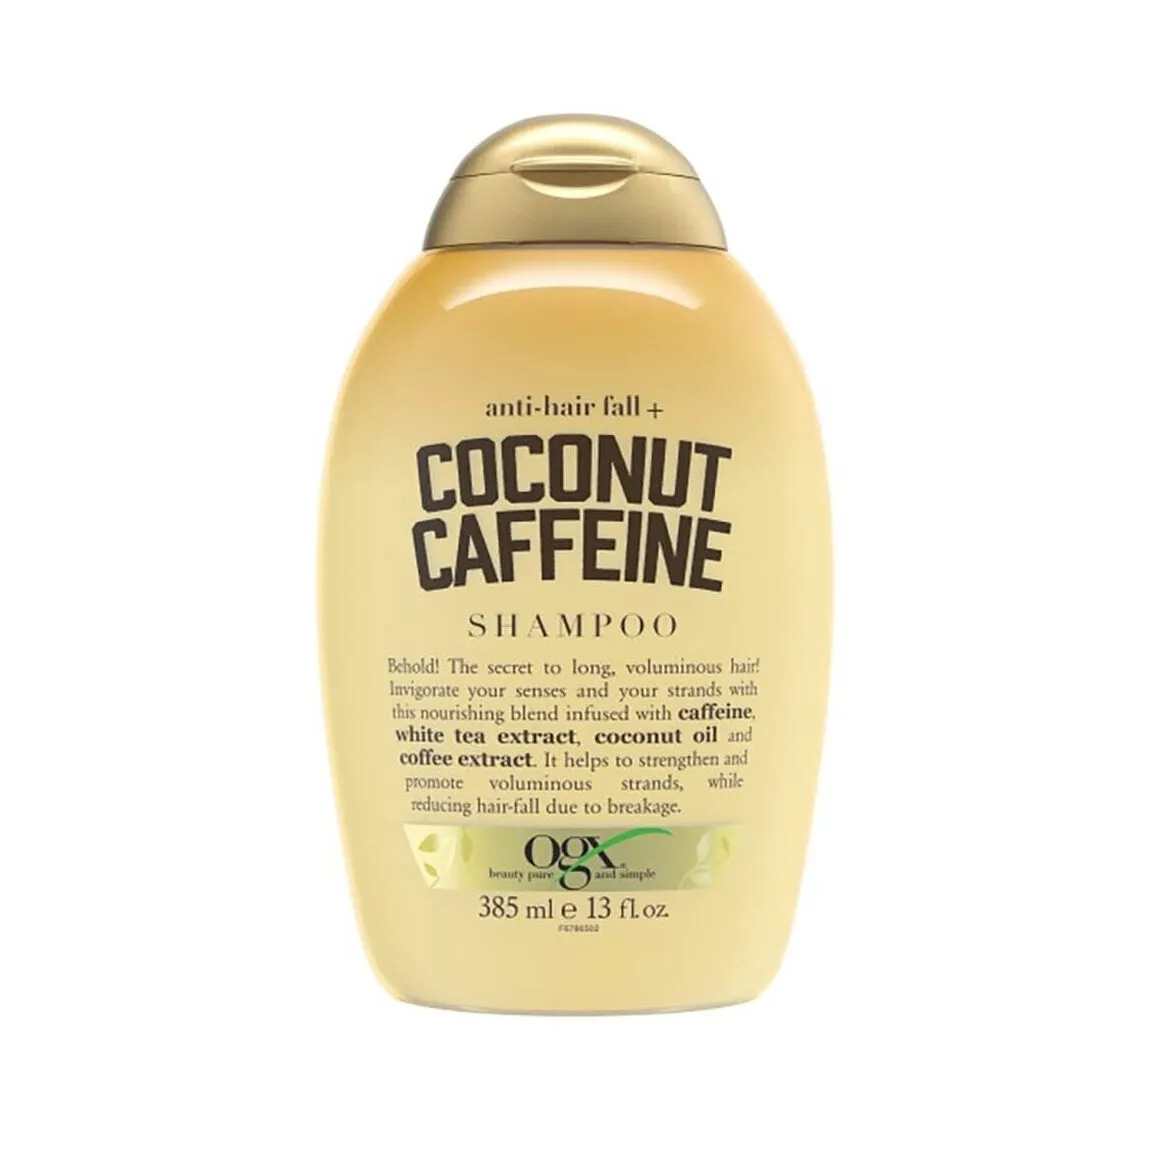 anti-hair fall +
COCONUT
CAFFEINE
SHAMPOO
Behold! The secret to long, voluminous hair!
Invigorate your senses and your strands with
this nourishing blend infused with caffeine,
white tea extract, coconut oil and
coffee extract. It helps to strengthen and
promote voluminous strands, while
reducing hair-fall due to breakage.
ogx®
beauty pure and simple
385 ml e 13 fl.oz.
F6786502